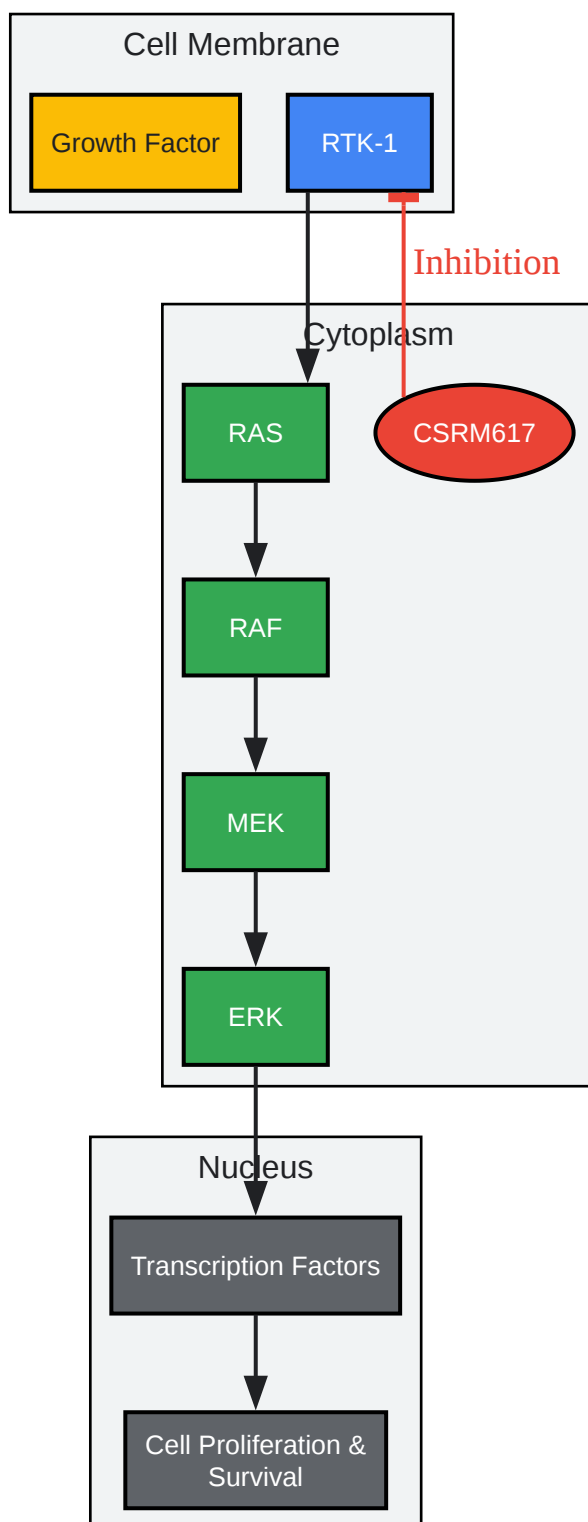 Cell Membrane
Growth Factor
RTK-1
Inhibition
Cytoplasm
RAS
CSRM617
RAF
MEK
ERK
Nucleus
Transcription Factors
Cell Proliferation &
Survival